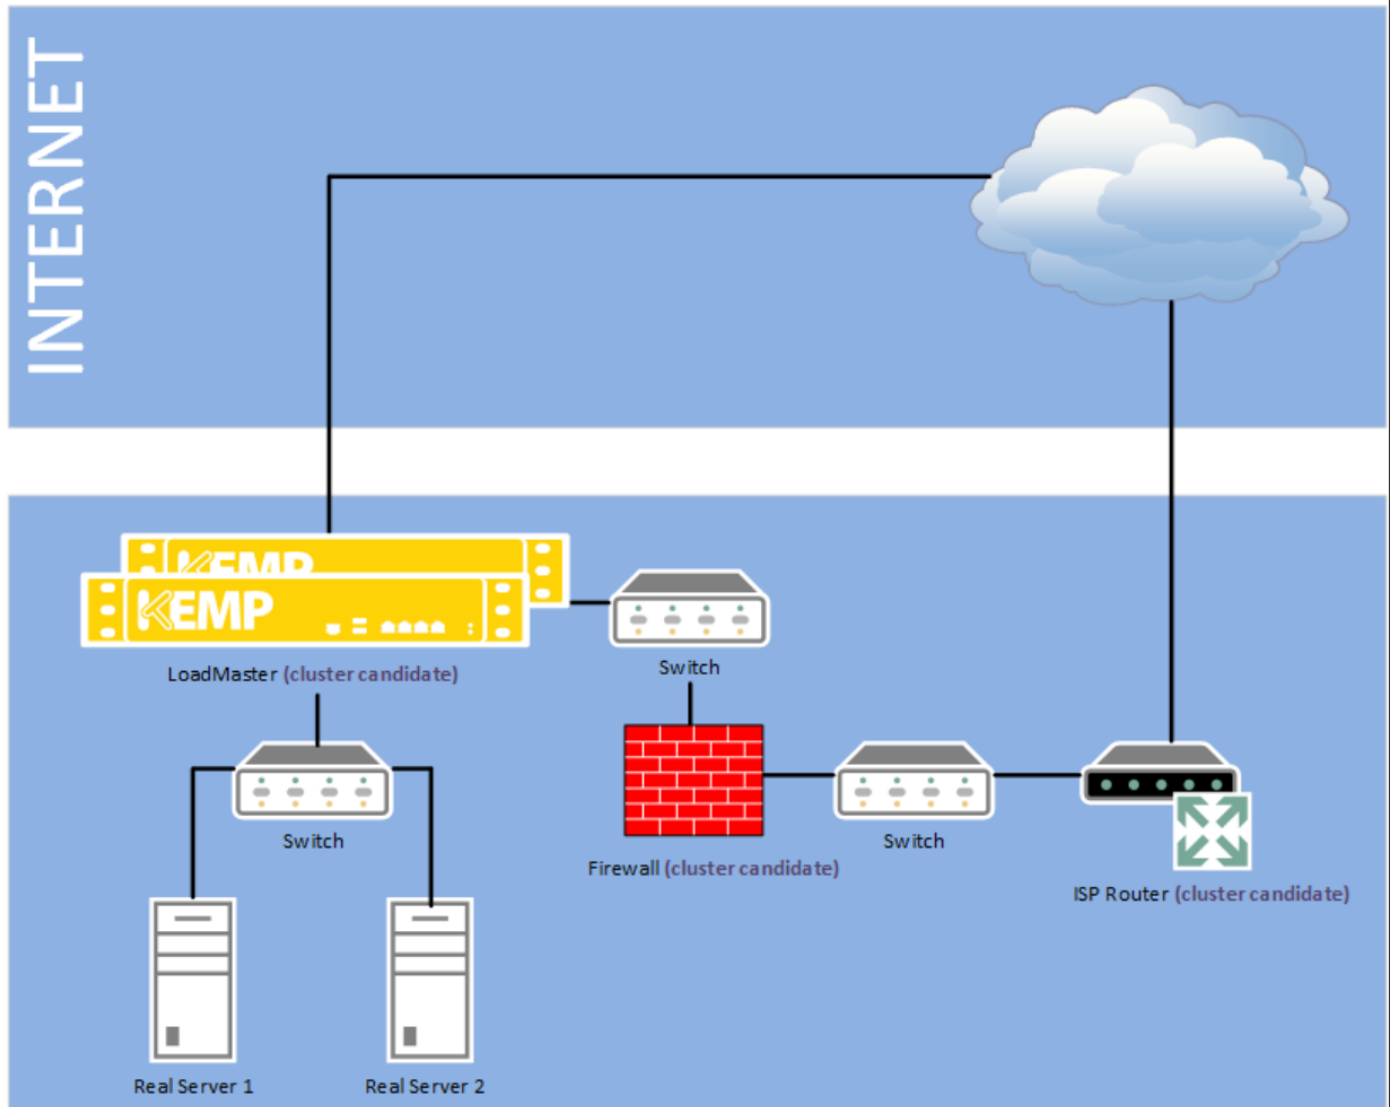 INTERNET
KEMP
KEMP
LoadMaster (cluster candidate)
Switch
Switch
Firewall (cluster candidate)
Switch
ISP Router (cluster candidate)
Real Server 1
Real Server 2